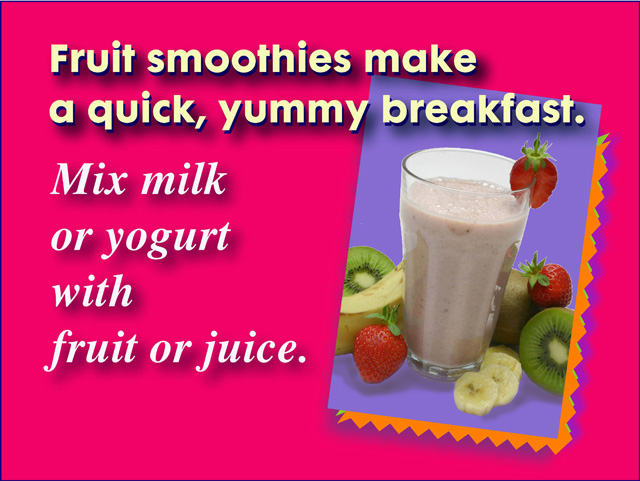 Fruit smoothies make
a quick, yummy breakfast.
Mix milk
or yogurt
with
fruit or juice.